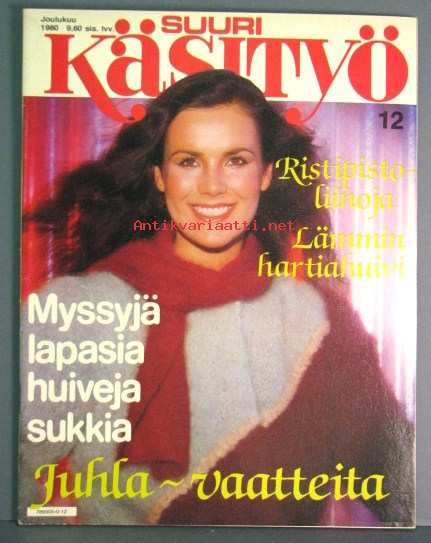 Joulukuu
1980 · 9,60 sis. lvv.
SUURI
KÄSITYÖ
12
Ristipisto-
liinoja
Antikvariaatti.net
Lämmin
hartiahuivi
Myssyjä
lapasia
huiveja
sukkia
Juhla-vaatteita